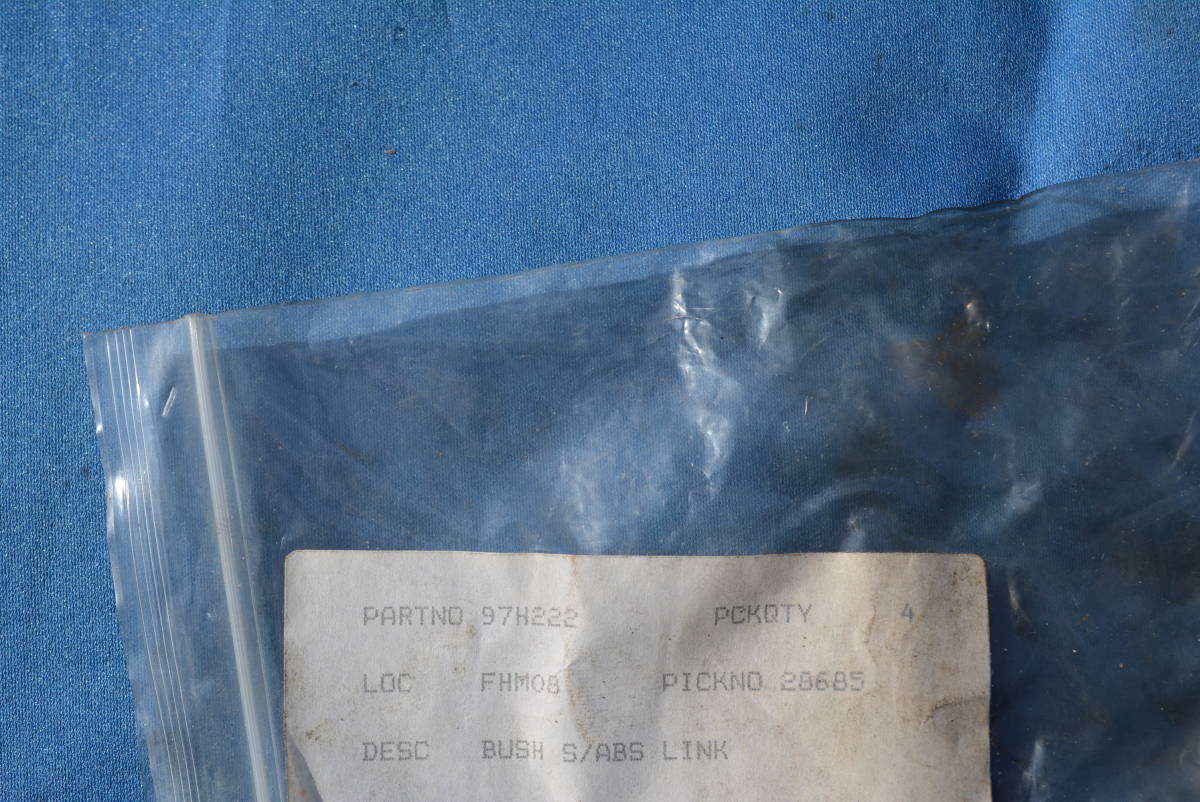 PARTNO 97H222 PCKQTY 4
LOC FHM08 PICKNO 28685
DESC BUSH S/ABS LINK